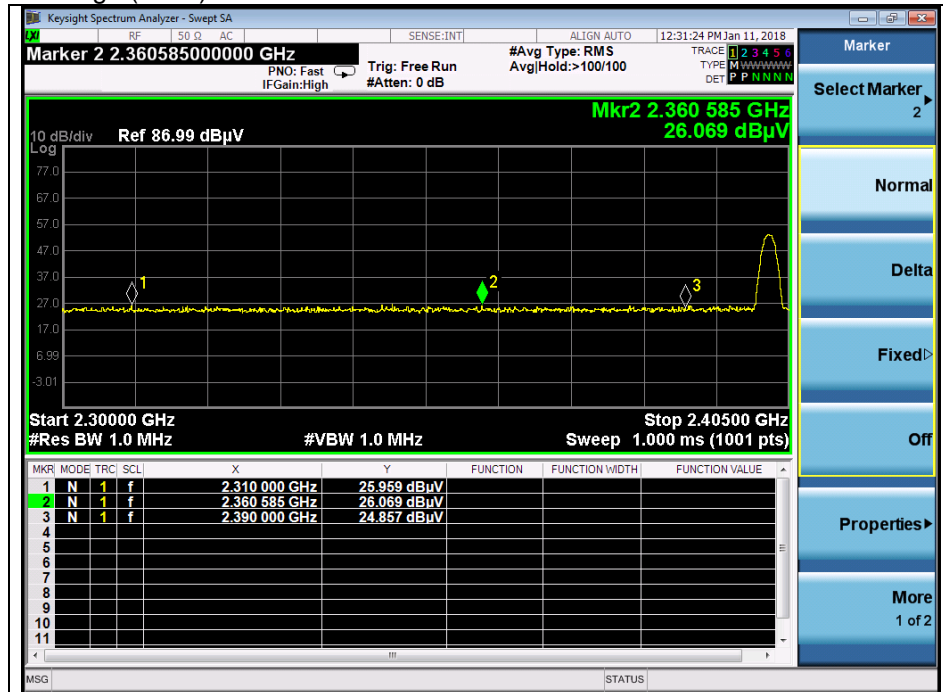 Keysight Spectrum Analyzer - Swept SA
LXI RF 50 Ω AC SENSE:INT ALIGN AUTO 12:31:24 PM Jan 11, 2018
Marker 2 2.360585000000 GHz
PNO: Fast
IFGain:High
Trig: Free Run
#Atten: 0 dB
#Avg Type: RMS
Avg|Hold:>100/100
TRACE 1 2 3 4 5 6
TYPE M WWWWW
DET P P N N N N
Mkr2 2.360 585 GHz
26.069 dBµV
10 dB/div Ref 86.99 dBµV
Log
77.0
67.0
57.0
47.0
37.0
27.0
17.0
6.99
-3.01
1
2
3
Start 2.30000 GHz Stop 2.40500 GHz
#Res BW 1.0 MHz #VBW 1.0 MHz Sweep 1.000 ms (1001 pts)
MKR MODE TRC SCL X Y FUNCTION FUNCTION WIDTH FUNCTION VALUE
1 N 1 f 2.310 000 GHz 25.959 dBµV
2 N 1 f 2.360 585 GHz 26.069 dBµV
3 N 1 f 2.390 000 GHz 24.857 dBµV
4
5
6
7
8
9
10
11
MSG STATUS
Marker
Select Marker
2
Normal
Delta
Fixed
Off
Properties
More
1 of 2